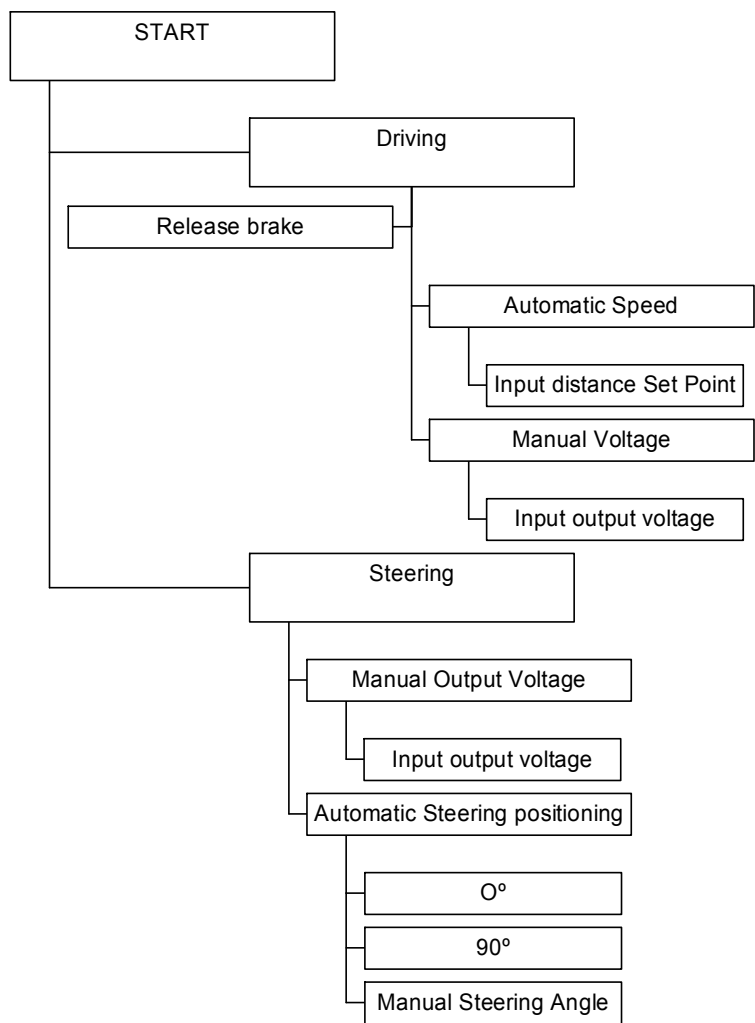 START
Driving
Release brake
Automatic Speed
Input distance Set Point
Manual Voltage
Input output voltage
Steering
Manual Output Voltage
Input output voltage
Automatic Steering positioning
Oº
90º
Manual Steering Angle